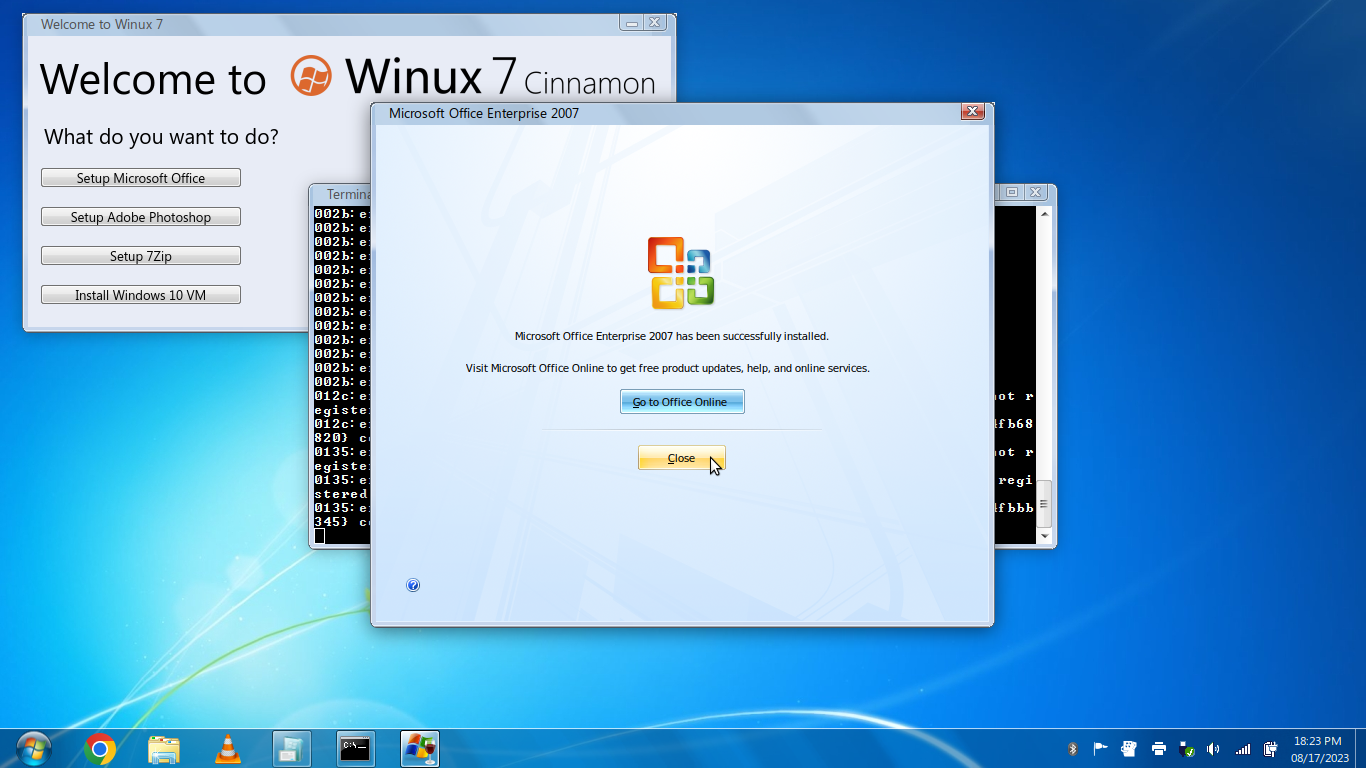 Welcome to Winux 7
Welcome to Winux 7 Cinnamon
What do you want to do?
Setup Microsoft Office
Setup Adobe Photoshop
Setup 7Zip
Install Windows 10 VM
Microsoft Office Enterprise 2007
Microsoft Office Enterprise 2007 has been successfully installed.
Visit Microsoft Office Online to get free product updates, help, and online services.
Go to Office Online
Close
002b:
002b:
002b:
002b:
002b:
002b:
002b:
002b:
002b:
002b:
002b:
002b:
002b:
012c: ot r
egiste
012c: fb68
820} c
0135: ot r
egiste
0135: regi
stered
0135: fbbb
345} c
C:\
18:23 PM
08/17/2023